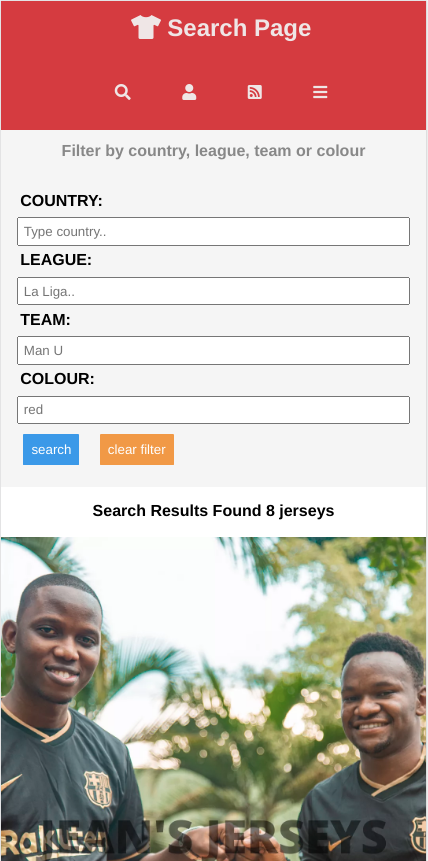 Search Page
Filter by country, league, team or colour
COUNTRY:
Type country..
LEAGUE:
La Liga..
TEAM:
Man U
COLOUR:
red
search clear filter
Search Results Found 8 jerseys
Rakuten
JEAN'S JERSEYS